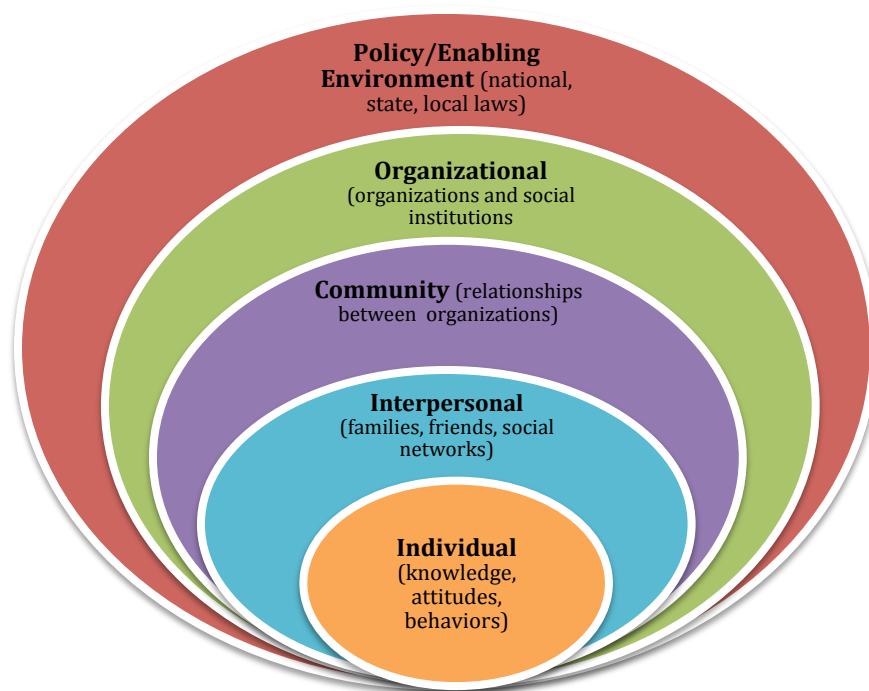 Policy/Enabling
Environment (national,
state, local laws)
Organizational
(organizations and social
institutions
Community (relationships
between organizations)
Interpersonal
(families, friends, social
networks)
Individual
(knowledge,
attitudes,
behaviors)